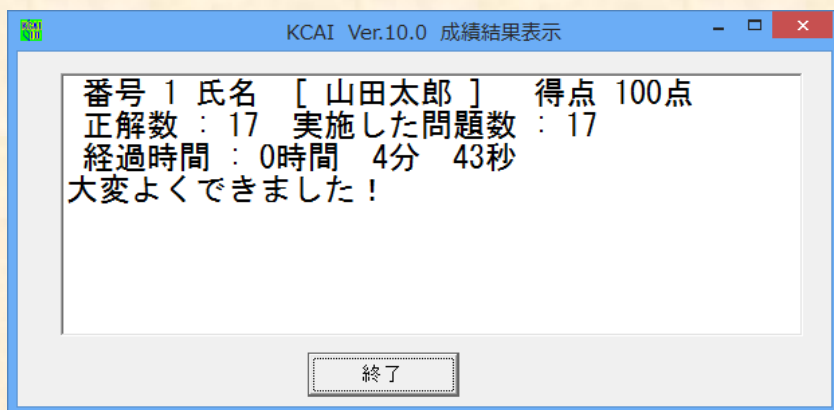 KCAI Ver.10.0 成績結果表示
番号 1 氏名 [ 山田太郎 ] 得点 100点
正解数 : 17 実施した問題数 : 17
経過時間 : 0時間 4分 43秒
大変よくできました!
終了